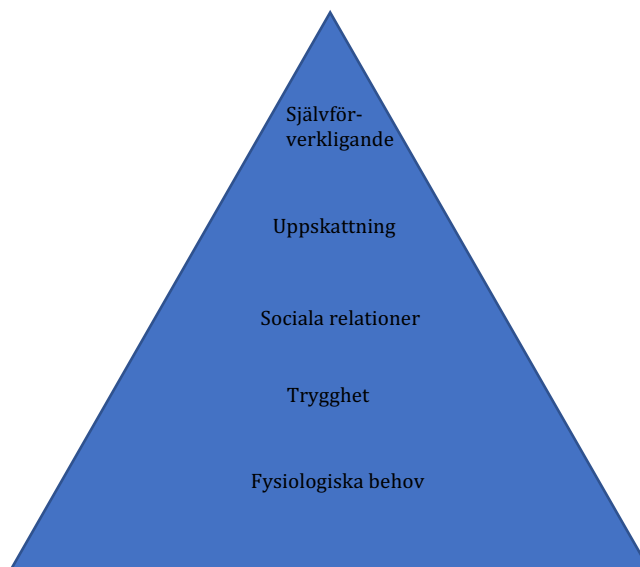 Självför-
verkligande
Uppskattning
Sociala relationer
Trygghet
Fysiologiska behov